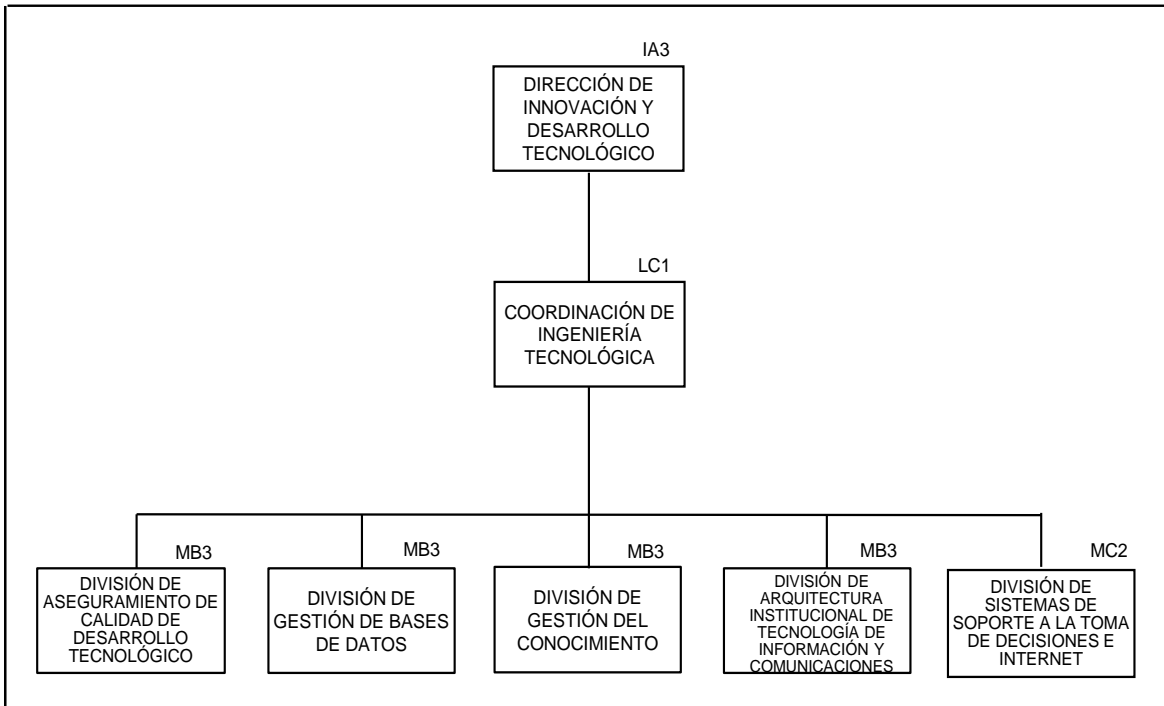 IA3
DIRECCIÓN DE
INNOVACIÓN Y
DESARROLLO
TECNOLÓGICO
LC1
COORDINACIÓN DE
INGENIERÍA
TECNOLÓGICA
MB3
DIVISIÓN DE
ASEGURAMIENTO DE
CALIDAD DE
DESARROLLO
TECNOLÓGICO
MB3
DIVISIÓN DE
GESTIÓN DE BASES
DE DATOS
MB3
DIVISIÓN DE
GESTIÓN DEL
CONOCIMIENTO
MB3
DIVISIÓN DE
ARQUITECTURA
INSTITUCIONAL DE
TECNOLOGÍA DE
INFORMACIÓN Y
COMUNICACIONES
MC2
DIVISIÓN DE
SISTEMAS DE
SOPORTE A LA TOMA
DE DECISIONES E
INTERNET